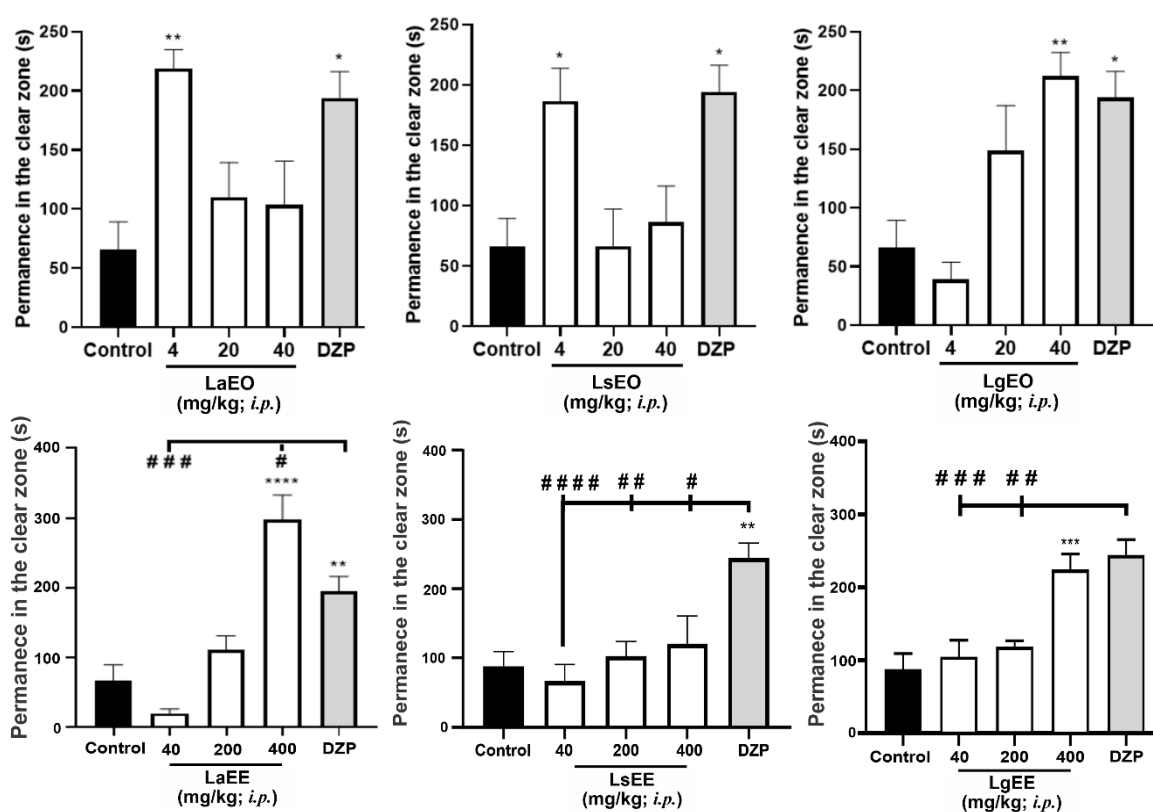 Permanence in the clear zone (s)
250
200
150
100
50
0
**
*
Control 4 20 40 DZP
LaEO
(mg/kg; i.p.)
Permanence in the clear zone (s)
250
200
150
100
50
0
*
*
Control 4 20 40 DZP
LsEO
(mg/kg; i.p.)
Permanence in the clear zone (s)
250
200
150
100
50
0
**
*
Control 4 20 40 DZP
LgEO
(mg/kg; i.p.)
Permanece in the clear zone (s)
400
300
200
100
0
# # # #
****
**
Control 40 200 400 DZP
LaEE
(mg/kg; i.p.)
Permanece in the clear zone (s)
400
300
200
100
0
# # # # # # #
**
Control 40 200 400 DZP
LsEE
(mg/kg; i.p.)
Permanece in the clear zone (s)
400
300
200
100
0
# # # # #
***
Control 40 200 400 DZP
LgEE
(mg/kg; i.p.)